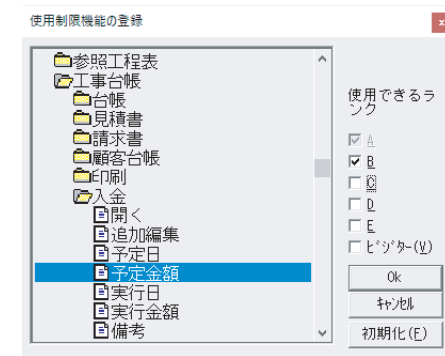 使用制限機能の登録
x
参照工程表
工事台帳
台帳
見積書
請求書
顧客台帳
印刷
入金
開く
追加編集
予定日
予定金額
実行日
実行金額
備考
使用できるラ
ンク
A
B
C
D
E
ﾋﾞｼﾞﾀｰ(V)
Ok
ｷｬﾝｾﾙ
初期化(F)